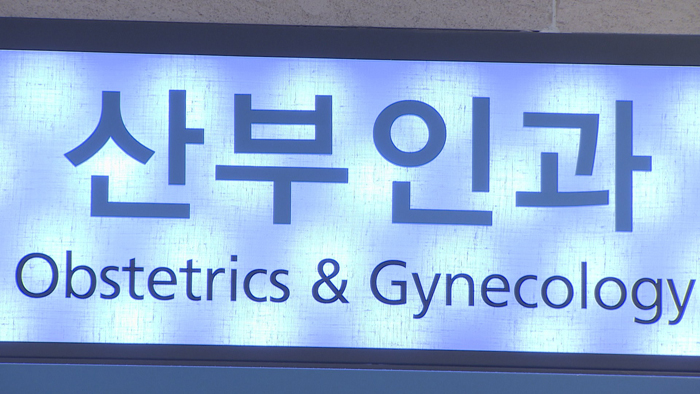 산부인과
Obstetrics & Gynecology